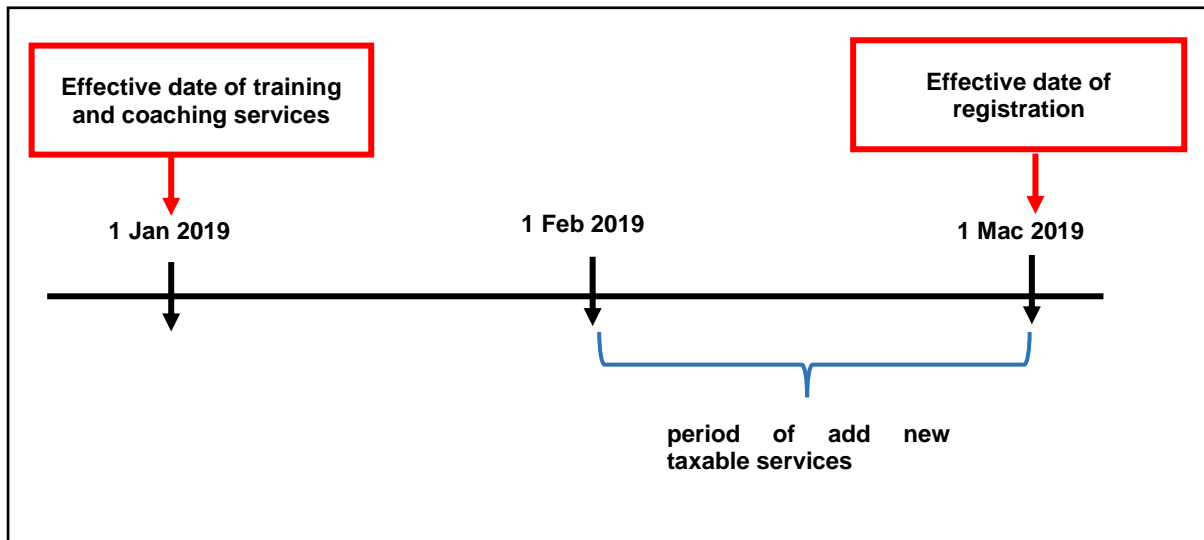 Effective date of training
and coaching services
Effective date of
registration
1 Jan 2019
1 Feb 2019
1 Mac 2019
period of add new
taxable services